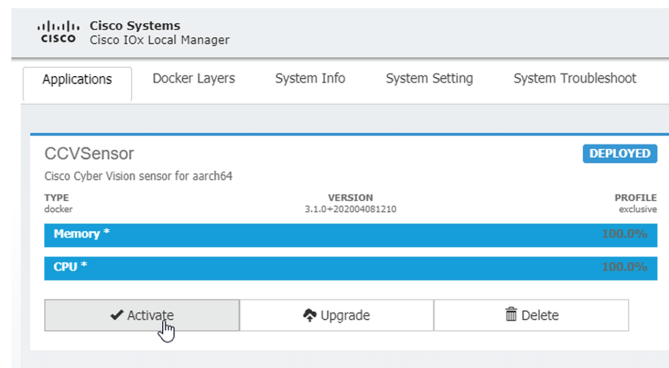 Cisco Systems
CISCO Cisco IOx Local Manager
Applications Docker Layers System Info System Setting System Troubleshoot
CCVSensor DEPLOYED
Cisco Cyber Vision sensor for aarch64
TYPE VERSION PROFILE
docker 3.1.0+202004081210 exclusive
Memory * 100.0%
CPU * 100.0%
Activate Upgrade Delete